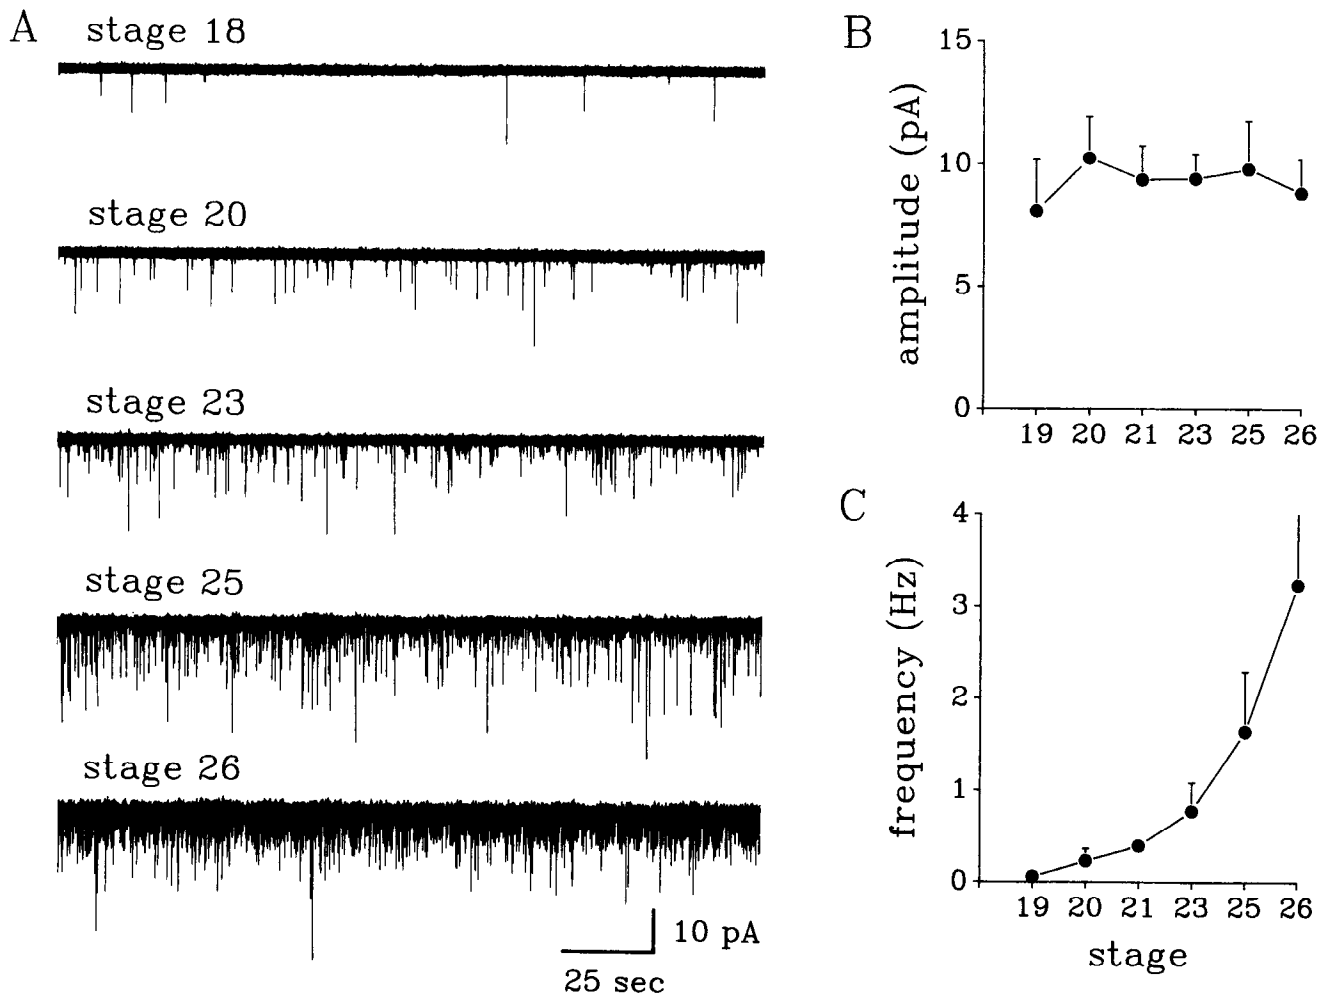 A
stage 18
stage 20
stage 23
stage 25
stage 26
10 pA
25 sec
B
amplitude (pA)
15
10
5
0
19 20 21 23 25 26
C
frequency (Hz)
4
3
2
1
0
19 20 21 23 25 26
stage